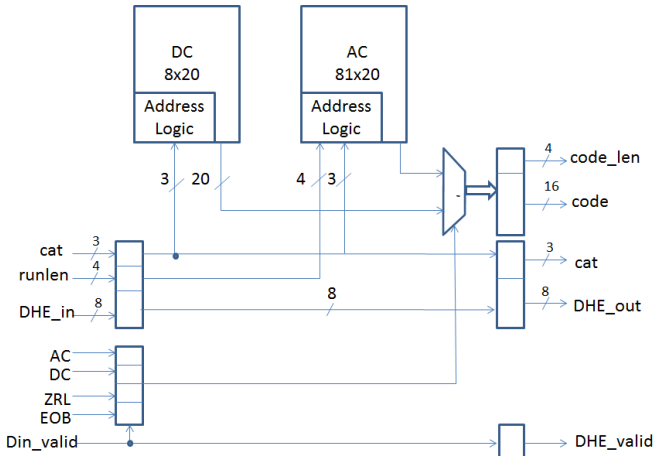 DC
8x20
Address
Logic
AC
81x20
Address
Logic
3
20
4
3
4
code_len
16
code
-
cat
3
runlen
4
DHE_in
8
8
3
cat
8
DHE_out
AC
DC
ZRL
EOB
Din_valid
DHE_valid